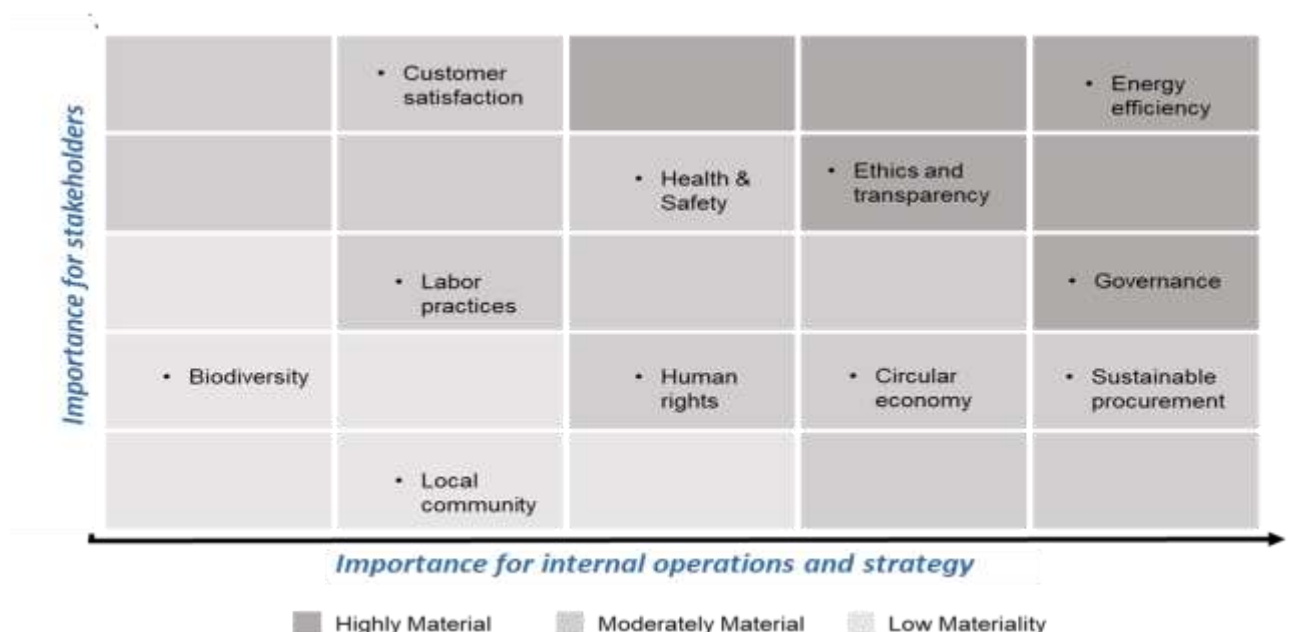 Importance for stakeholders
• Customer
satisfaction
• Energy
efficiency
• Health &
Safety
• Ethics and
transparency
• Labor
practices
• Governance
• Biodiversity
• Human
rights
• Circular
economy
• Sustainable
procurement
• Local
community
Importance for internal operations and strategy
Highly Material
Moderately Material
Low Materiality